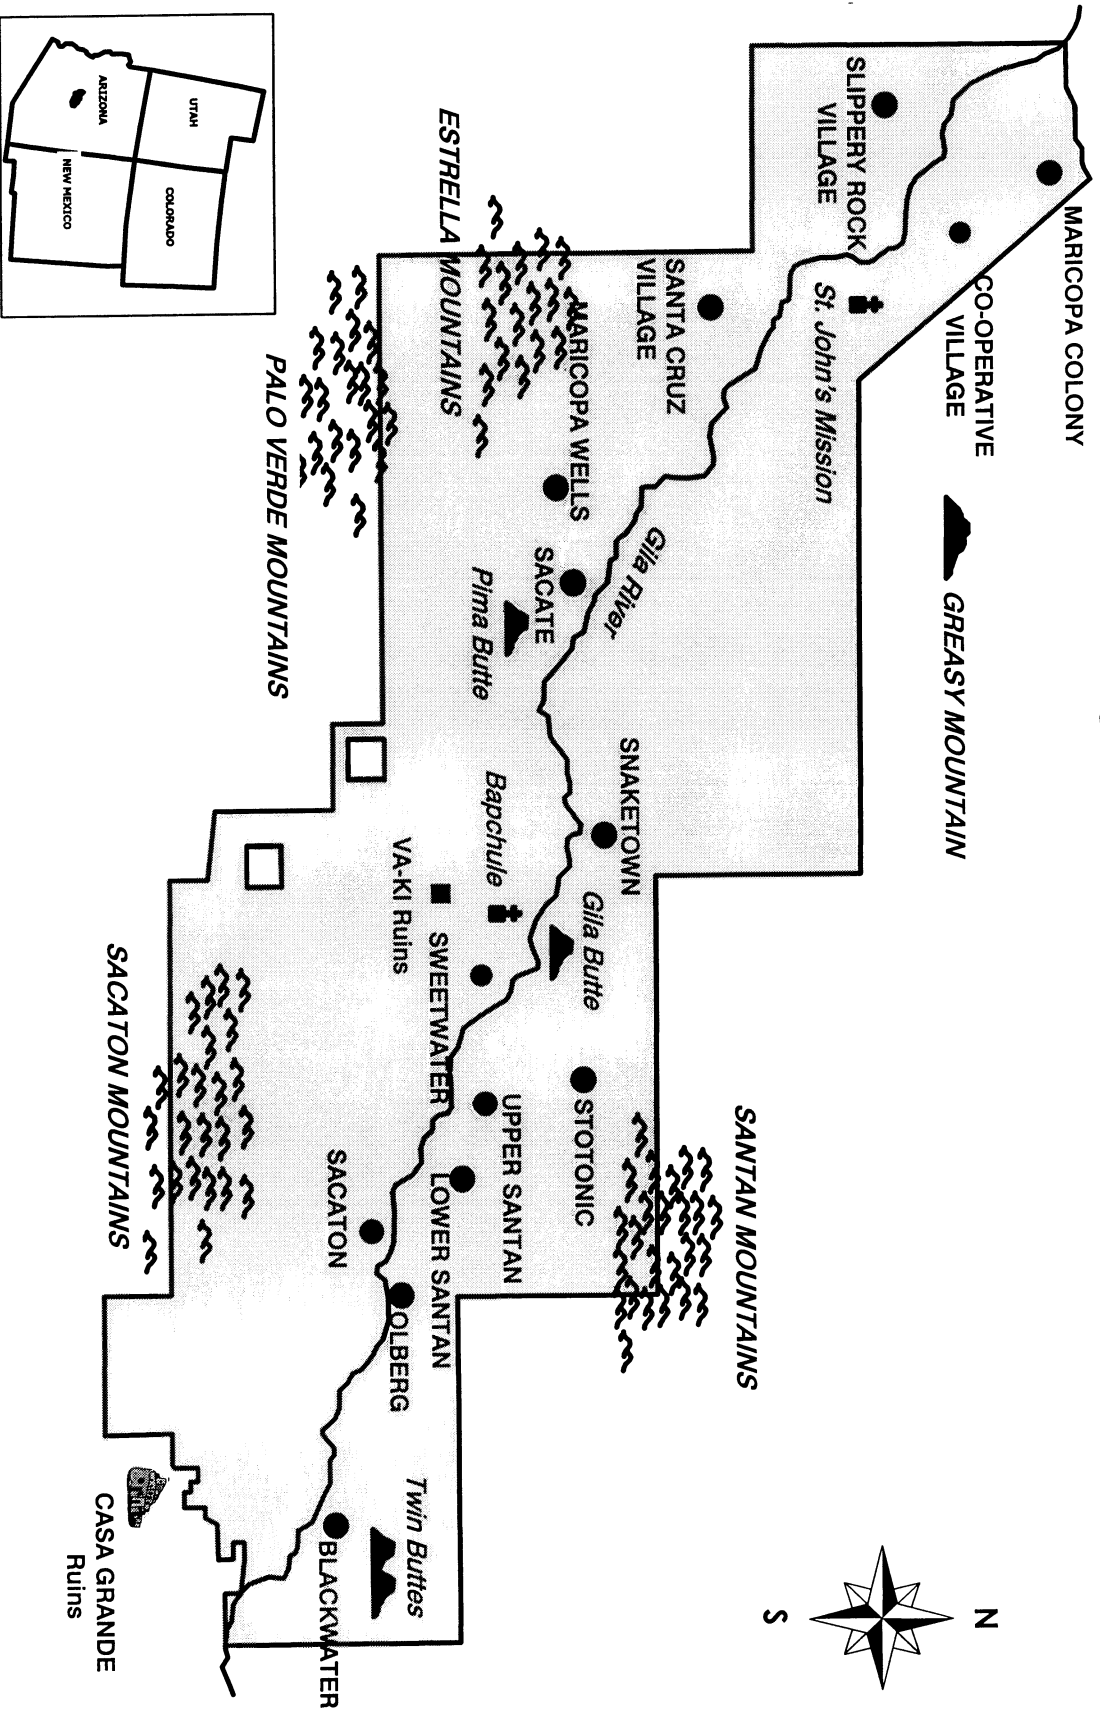 MARICOPA COLONY
CO-OPERATIVE
VILLAGE
GREASY MOUNTAIN
N
S
SLIPPERY ROCK
VILLAGE
St. John's Mission
SANTA CRUZ
VILLAGE
MARICOPA WELLS
ESTRELLA MOUNTAINS
PALO VERDE MOUNTAINS
Gila River
SACATE
Pima Butte
SNAKETOWN
Gila Butte
Bapchule
VA-KI Ruins
SWEETWATER
SANTAN MOUNTAINS
STOTONIC
UPPER SANTAN
LOWER SANTAN
SACATON
OLBERG
SACATON MOUNTAINS
Twin Buttes
BLACKWATER
CASA GRANDE
Ruins
UTAH
COLORADO
ARIZONA
NEW MEXICO